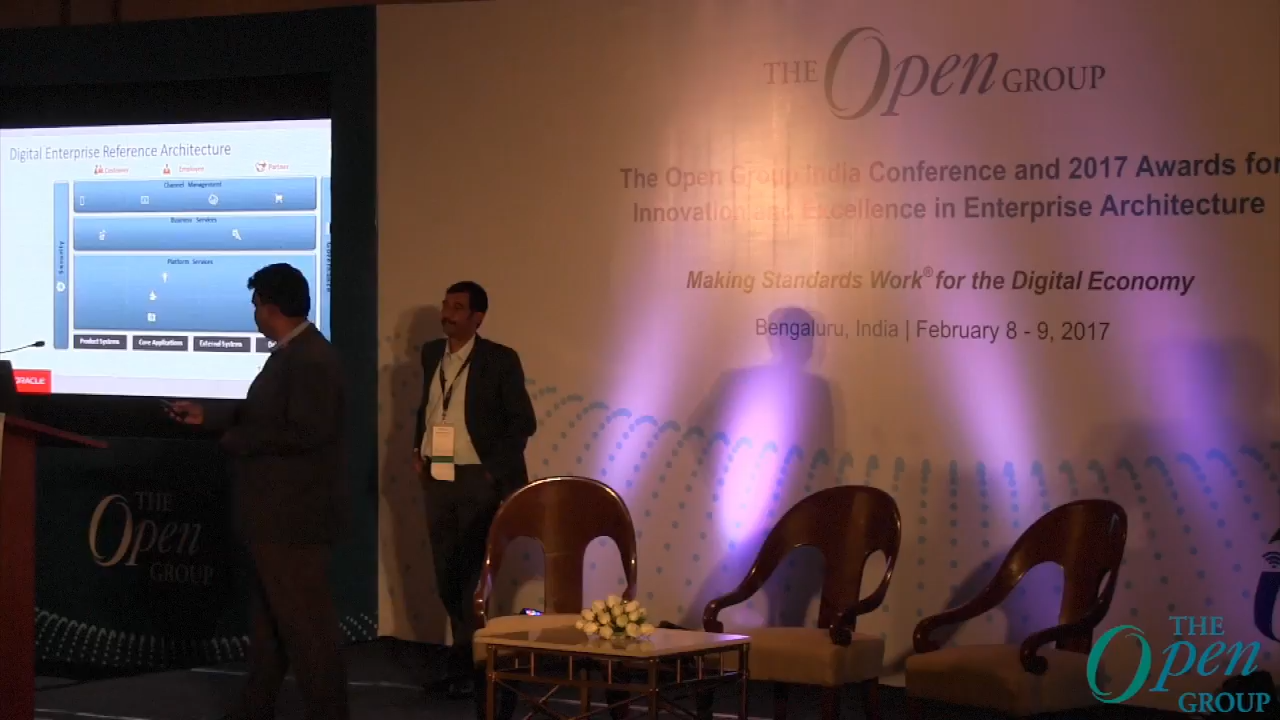 THE Open GROUP
The Open Group India Conference and 2017 Awards for
Innovation and Excellence in Enterprise Architecture
Making Standards Work® for the Digital Economy
Bengaluru, India | February 8 - 9, 2017
Digital Enterprise Reference Architecture
Customer Employee Partner
Channel Management
Business Services
Platform Services
Security
Governance
Product Systems Core Applications External Systems
ORACLE
THE
Open
GROUP
THE
Open
GROUP